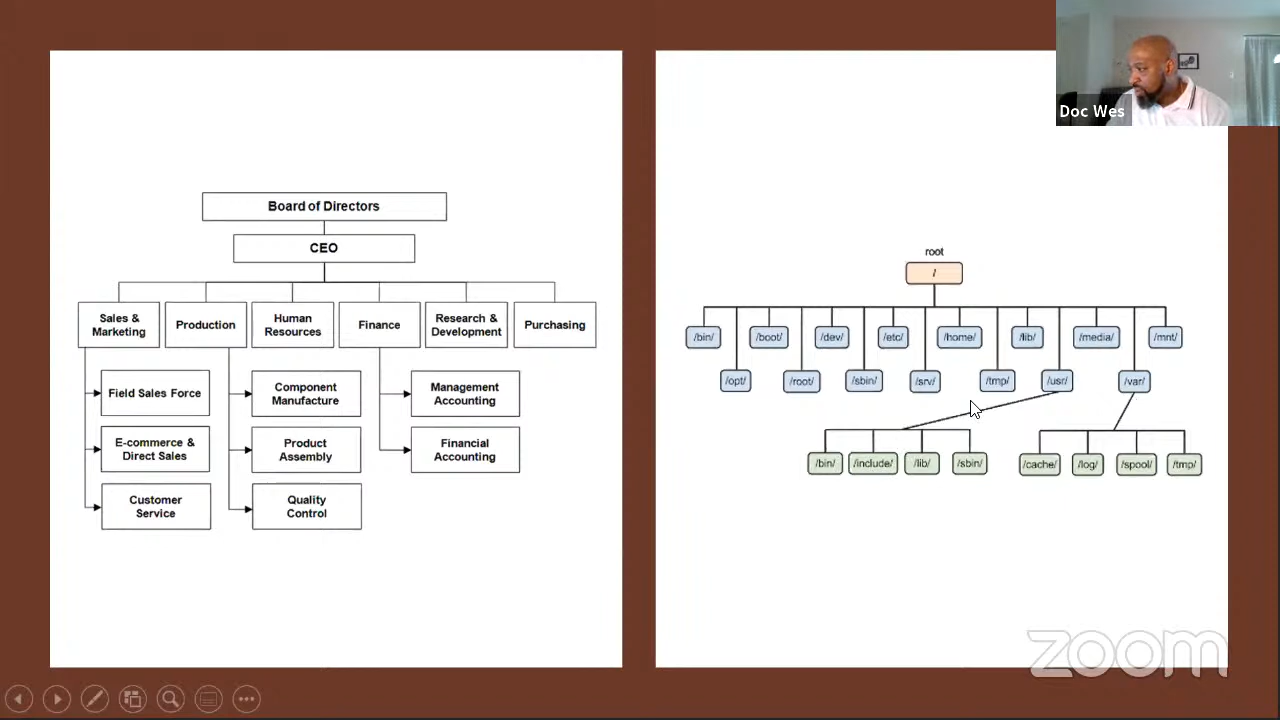 Doc Wes
Board of Directors
CEO
Sales &
Marketing
Production
Human
Resources
Finance
Research &
Development
Purchasing
Field Sales Force
E-commerce &
Direct Sales
Customer
Service
Component
Manufacture
Product
Assembly
Quality
Control
Management
Accounting
Financial
Accounting
root
/
/bin/ /boot/ /dev/ /etc/ /home/ /lib/ /media/ /mnt/
/opt/ /root/ /sbin/ /srv/ /tmp/ /usr/ /var/
/bin/ /include/ /lib/ /sbin/ /cache/ /log/ /spool/ /tmp/
zoom